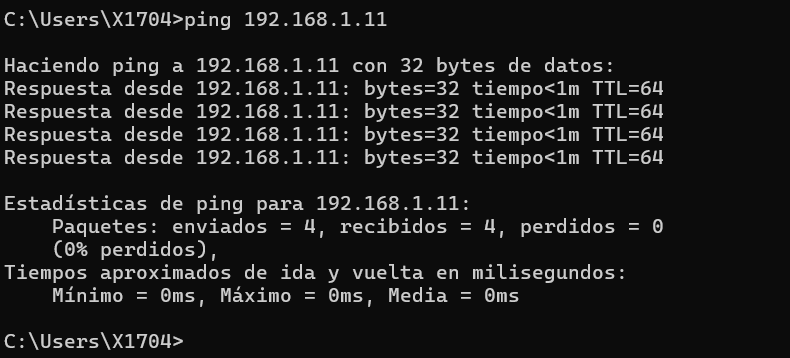 C:\Users\X1704>ping 192.168.1.11
Haciendo ping a 192.168.1.11 con 32 bytes de datos:
Respuesta desde 192.168.1.11: bytes=32 tiempo<1m TTL=64
Respuesta desde 192.168.1.11: bytes=32 tiempo<1m TTL=64
Respuesta desde 192.168.1.11: bytes=32 tiempo<1m TTL=64
Respuesta desde 192.168.1.11: bytes=32 tiempo<1m TTL=64
Estadísticas de ping para 192.168.1.11:
    Paquetes: enviados = 4, recibidos = 4, perdidos = 0
    (0% perdidos),
Tiempos aproximados de ida y vuelta en milisegundos:
    Mínimo = 0ms, Máximo = 0ms, Media = 0ms
C:\Users\X1704>